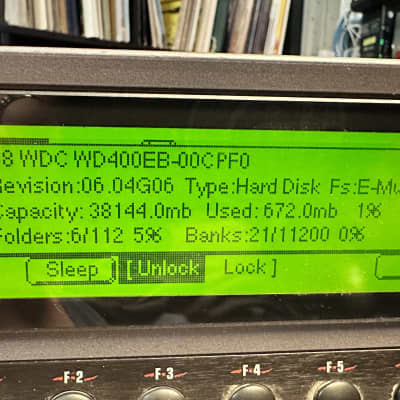 8 WDC WD400EB-00CPF0
Revision:06.04G06 Type:Hard Disk Fs:E-Mu
Capacity: 38144.0mb Used: 672.0mb 1%
Folders:6/112 5% Banks:21/11200 0%
Sleep [Unlock Lock]
F-2 F-3 F-4 F-5